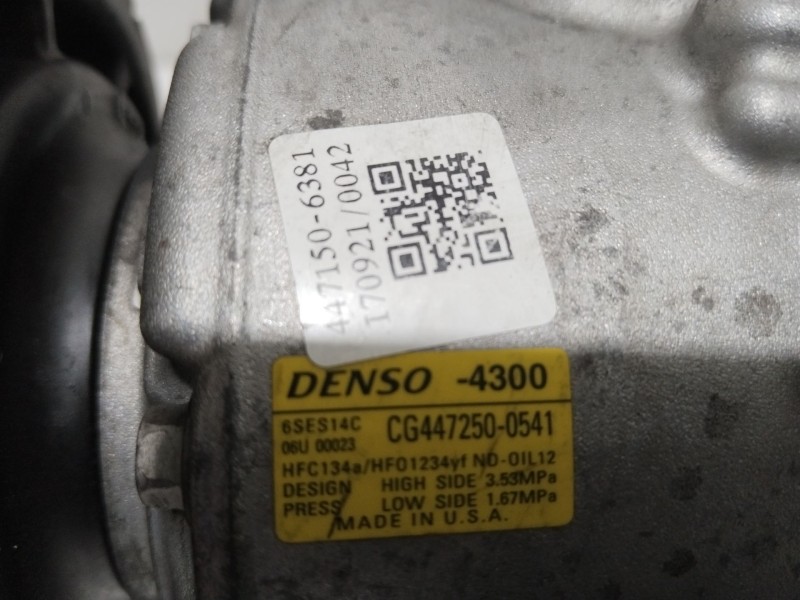 447150-6381
170921/0042
DENSO -4300
6SES14C
06U 00023 CG447250-0541
HFC134a/HFO1234yf ND-OIL12
DESIGN HIGH SIDE 3.53MPa
PRESS LOW SIDE 1.67MPa
MADE IN U.S.A.